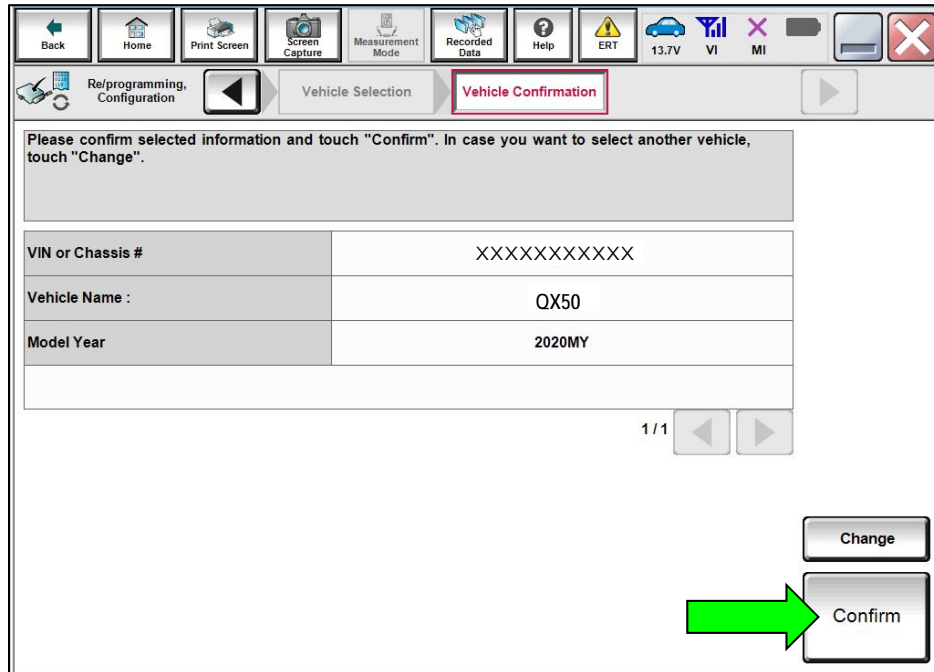 Back
Home
Print Screen
Screen
Capture
Measurement
Mode
Recorded
Data
Help
ERT
13.7V
VI
MI
Re/programming,
Configuration
Vehicle Selection
Vehicle Confirmation
Please confirm selected information and touch "Confirm". In case you want to select another vehicle,
touch "Change".
VIN or Chassis #
XXXXXXXXXXX
Vehicle Name :
QX50
Model Year
2020MY
1/1
Change
Confirm